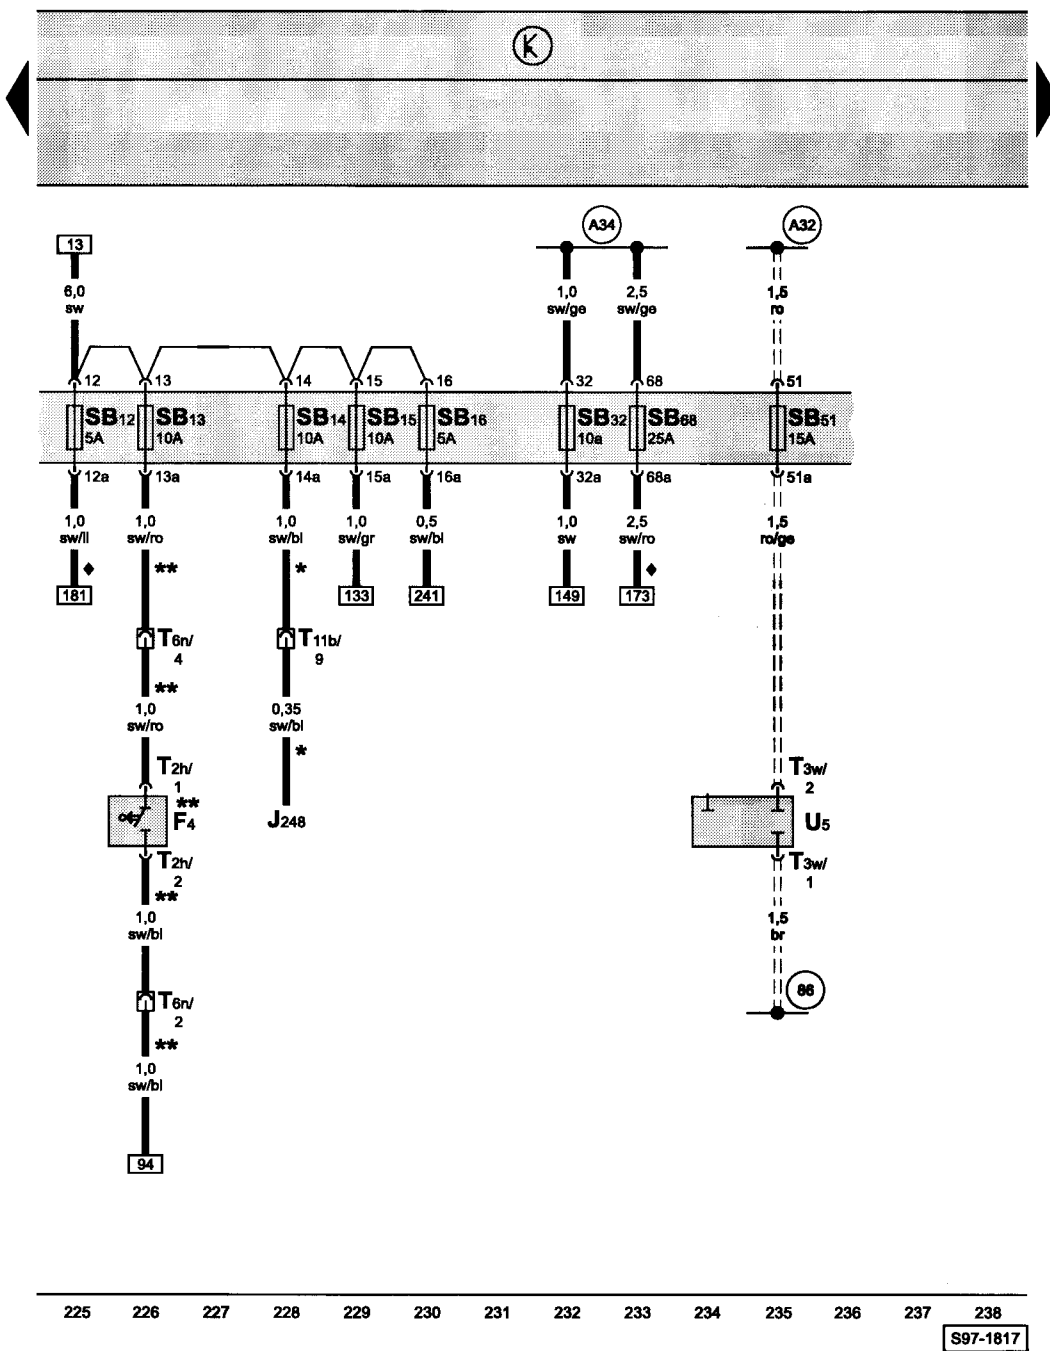 K
A34 A32
13
6,0 1,0 2,5 1,5
sw sw/ge sw/ge ro
12 13 14 15 16 32 68 51
SB12 SB13 SB14 SB15 SB16 SB32 SB68 SB51
5A 10A 10A 10A 5A 10a 25A 15A
12a 13a 14a 15a 16a 32a 68a 51a
1,0 1,0 1,0 1,0 0,5 1,0 2,5 1,5
sw/li sw/ro sw/bl sw/gr sw/bl sw sw/ro ro/ge
♦ ** * ♦
181 133 241 149 173
T6n/ T11b/
4 9
**
1,0 0,35
sw/ro sw/bl
*
T2h/ T3w/
1 2
**
F4 J248 U5
T2h/ T3w/
2 1
**
1,0 1,5
sw/bl br
T6n/ 86
2
**
1,0
sw/bl
94
225 226 227 228 229 230 231 232 233 234 235 236 237 238
S97-1817